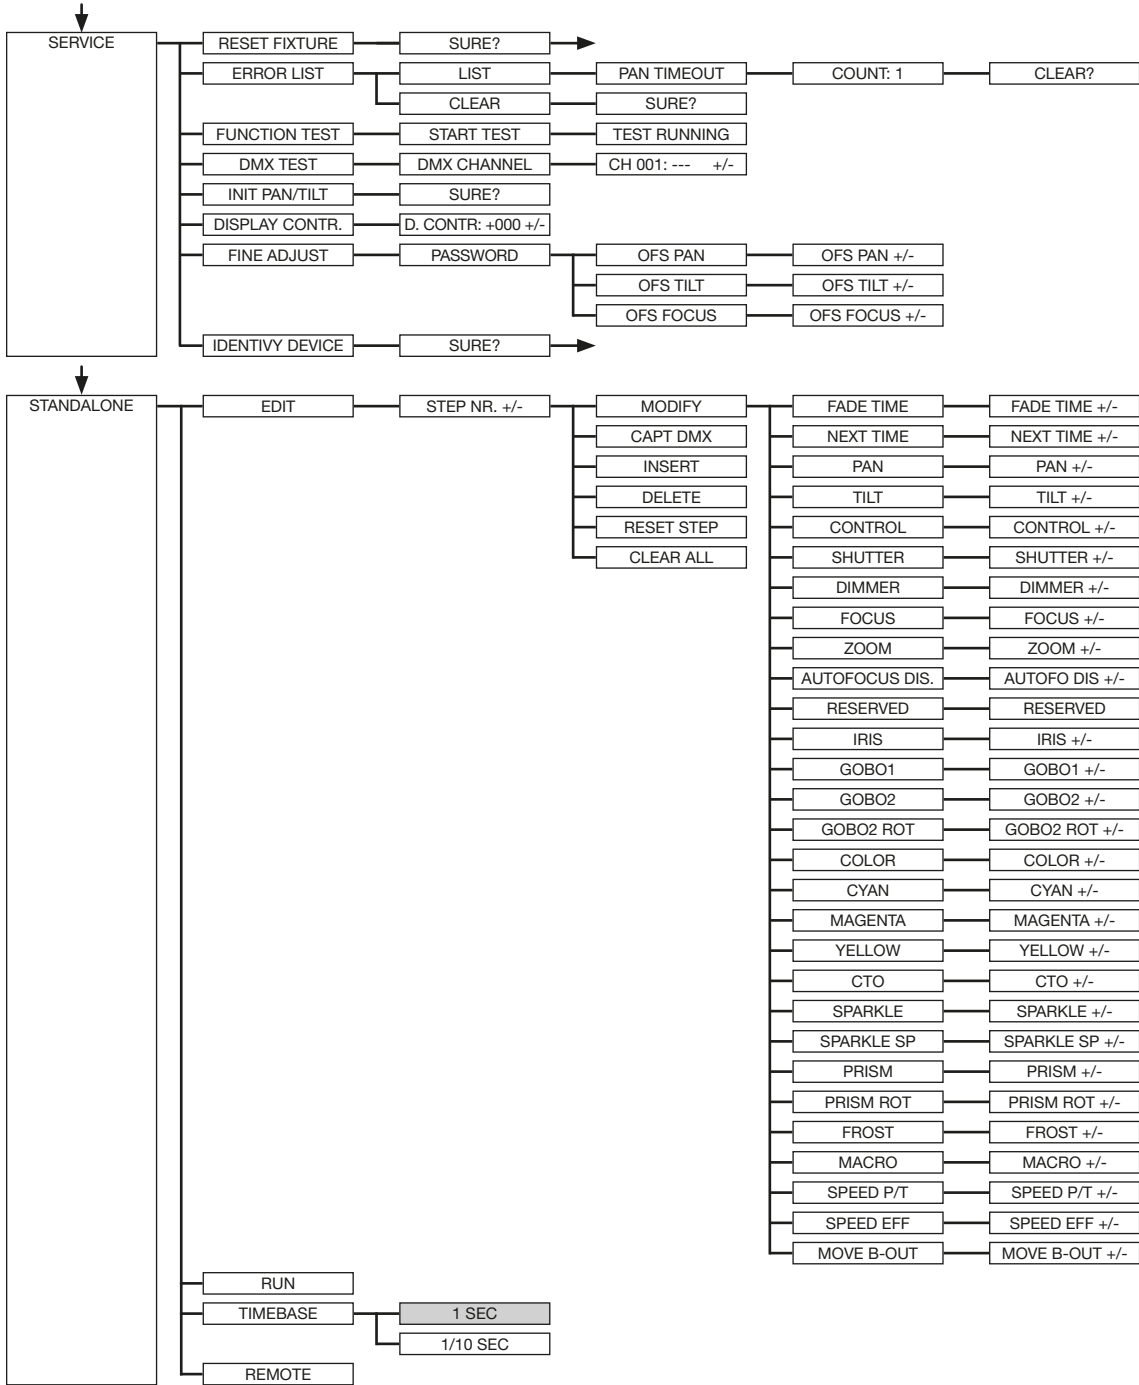 SERVICE RESET FIXTURE SURE?
ERROR LIST LIST PAN TIMEOUT COUNT: 1 CLEAR?
CLEAR SURE?
FUNCTION TEST START TEST TEST RUNNING
DMX TEST DMX CHANNEL CH 001: --- +/-
INIT PAN/TILT SURE?
DISPLAY CONTR. D. CONTR: +000 +/-
FINE ADJUST PASSWORD OFS PAN OFS PAN +/-
OFS TILT OFS TILT +/-
OFS FOCUS OFS FOCUS +/-
IDENTIVY DEVICE SURE?
STANDALONE EDIT STEP NR. +/- MODIFY FADE TIME FADE TIME +/-
CAPT DMX NEXT TIME NEXT TIME +/-
INSERT PAN PAN +/-
DELETE TILT TILT +/-
RESET STEP CONTROL CONTROL +/-
CLEAR ALL SHUTTER SHUTTER +/-
DIMMER DIMMER +/-
FOCUS FOCUS +/-
ZOOM ZOOM +/-
AUTOFOCUS DIS. AUTOFO DIS +/-
RESERVED RESERVED
IRIS IRIS +/-
GOBO1 GOBO1 +/-
GOBO2 GOBO2 +/-
GOBO2 ROT GOBO2 ROT +/-
COLOR COLOR +/-
CYAN CYAN +/-
MAGENTA MAGENTA +/-
YELLOW YELLOW +/-
CTO CTO +/-
SPARKLE SPARKLE +/-
SPARKLE SP SPARKLE SP +/-
PRISM PRISM +/-
PRISM ROT PRISM ROT +/-
FROST FROST +/-
MACRO MACRO +/-
SPEED P/T SPEED P/T +/-
SPEED EFF SPEED EFF +/-
MOVE B-OUT MOVE B-OUT +/-
RUN
TIMEBASE 1 SEC
1/10 SEC
REMOTE